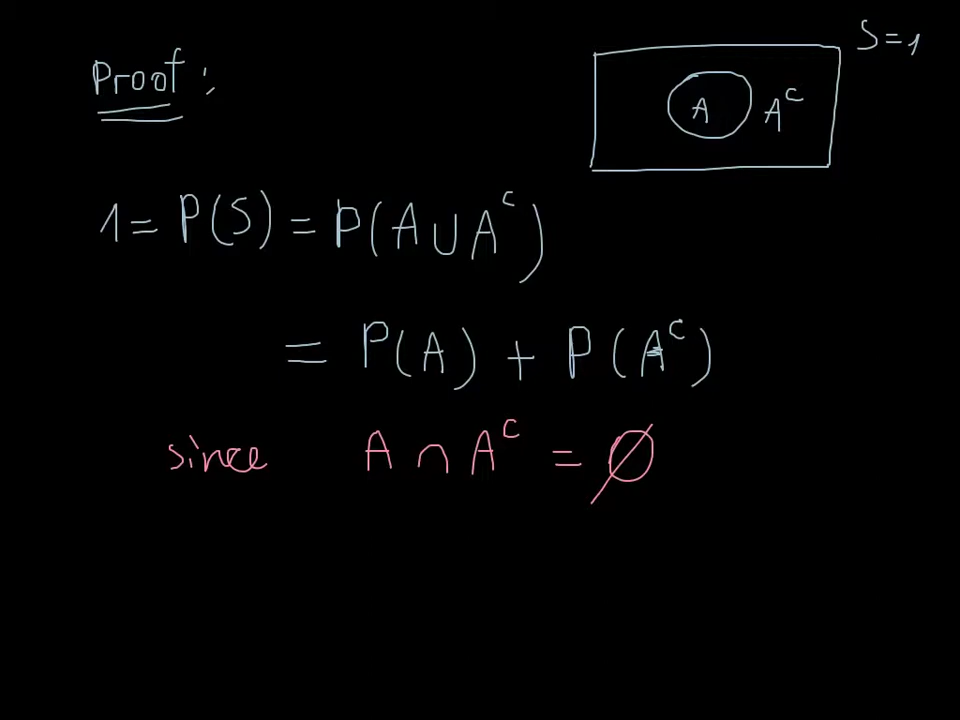 Proof :
S = 1
A A^c
1 = P(S) = P(A ∪ A^c)
= P(A) + P(A^c)
since A ∩ A^c = ∅